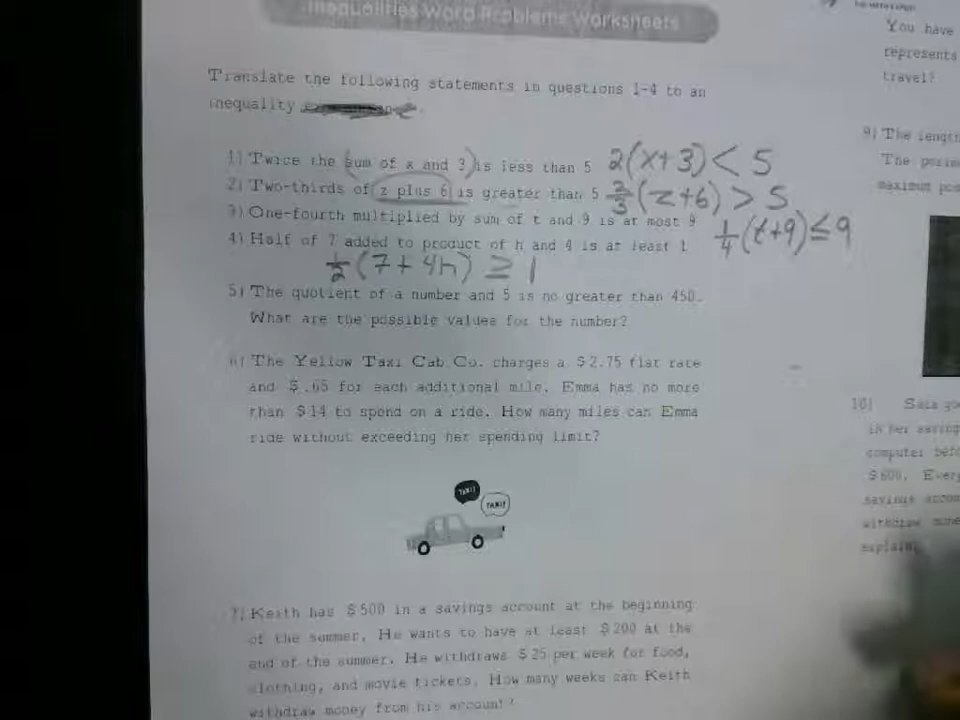 Inequalities Word Problems Worksheets
Translate the following statements in questions 1-4 to an
inequality
1) Twice the sum of x and 3 is less than 5 2(x+3) < 5
2) Two-thirds of z plus 6 is greater than 5 2/3 (z+6) > 5
3) One-fourth multiplied by sum of t and 9 is at most 9 1/4 (t+9) ≤ 9
4) Half of 7 added to product of h and 4 is at least 1
1/2 (7+4h) ≥ 1
5) The quotient of a number and 5 is no greater than 450.
What are the possible values for the number?
6) The Yellow Taxi Cab Co. charges a $2.75 flat rate
and $.65 for each additional mile. Emma has no more
than $14 to spend on a ride. How many miles can Emma
ride without exceeding her spending limit?
TAXI!
TAXI!
7) Keith has $500 in a savings account at the beginning
of the summer. He wants to have at least $200 at the
end of the summer. He withdraws $25 per week for food,
clothing, and movie tickets. How many weeks can Keith
withdraw money from his account?
You have
represents
travel?
9) The length
The
maximum
10)
in her
computer
$600.
savings
withdraw
explain